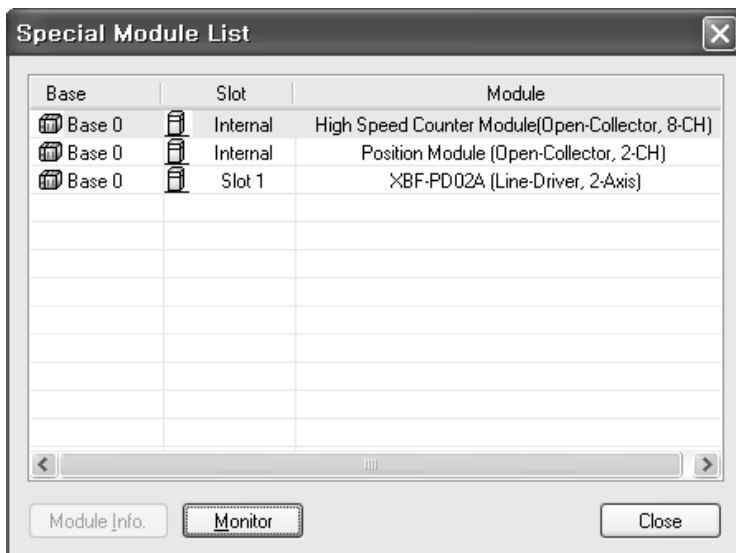 Special Module List
Base Slot Module
Base 0 Internal High Speed Counter Module(Open-Collector, 8-CH)
Base 0 Internal Position Module (Open-Collector, 2-CH)
Base 0 Slot 1 XBF-PD02A (Line-Driver, 2-Axis)
Module Info. Monitor Close